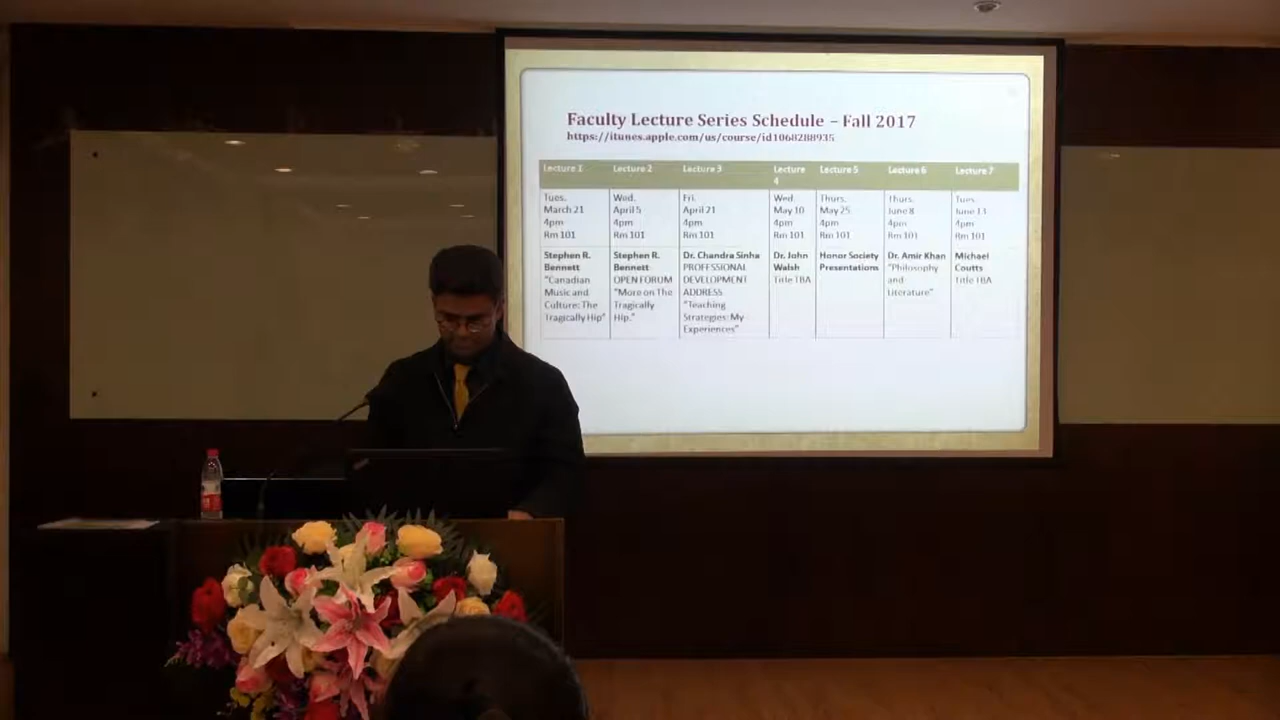 Faculty Lecture Series Schedule – Fall 2017
https://itunes.apple.com/us/course/id1068288935
Lecture 1
Lecture 2
Lecture 3
Lecture
4
Lecture 5
Lecture 6
Lecture 7
Tues.
March 21
4pm
Rm 101
Wed.
April 5
4pm
Rm 101
Fri.
April 21
4pm
Rm 101
Wed.
May 10
4pm
Rm 101
Thurs.
May 25
4pm
Rm 101
Thurs.
June 8
4pm
Rm 101
Tues.
June 13
4pm
Rm 101
Stephen R.
Bennett
"Canadian
Music and
Culture: The
Tragically Hip"
Stephen R.
Bennett
OPEN FORUM
"More on The
Tragically
Hip."
Dr. Chandra Sinha
PROFESSIONAL
DEVELOPMENT
ADDRESS
"Teaching
Strategies: My
Experiences"
Dr. John
Walsh
Title TBA
Honor Society
Presentations
Dr. Amir Khan
"Philosophy
and
Literature"
Michael
Coutts
Title TBA